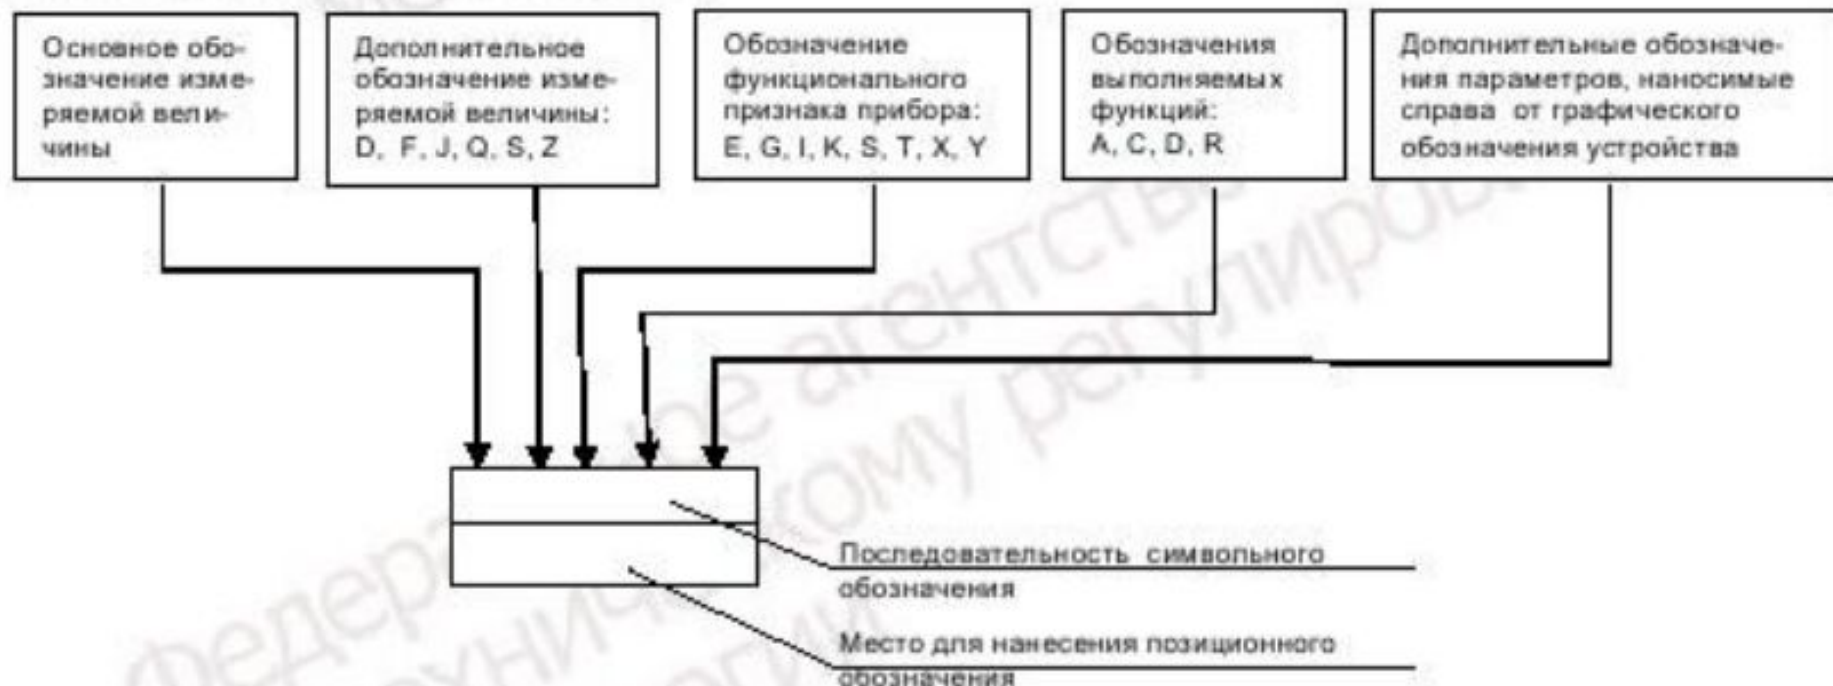 Основное обо-
значение изме-
ряемой вели-
чины
Дополнительное
обозначение изме-
ряемой величины:
D, F, J, Q, S, Z
Обозначение
функционального
признака прибора:
E, G, I, K, S, T, X, Y
Обозначения
выполняемых
функций:
A, C, D, R
Дополнительные обозначе-
ния параметров, наносимые
справа от графического
обозначения устройства
Последовательность символьного
обозначения
Место для нанесения позиционного
обозначения